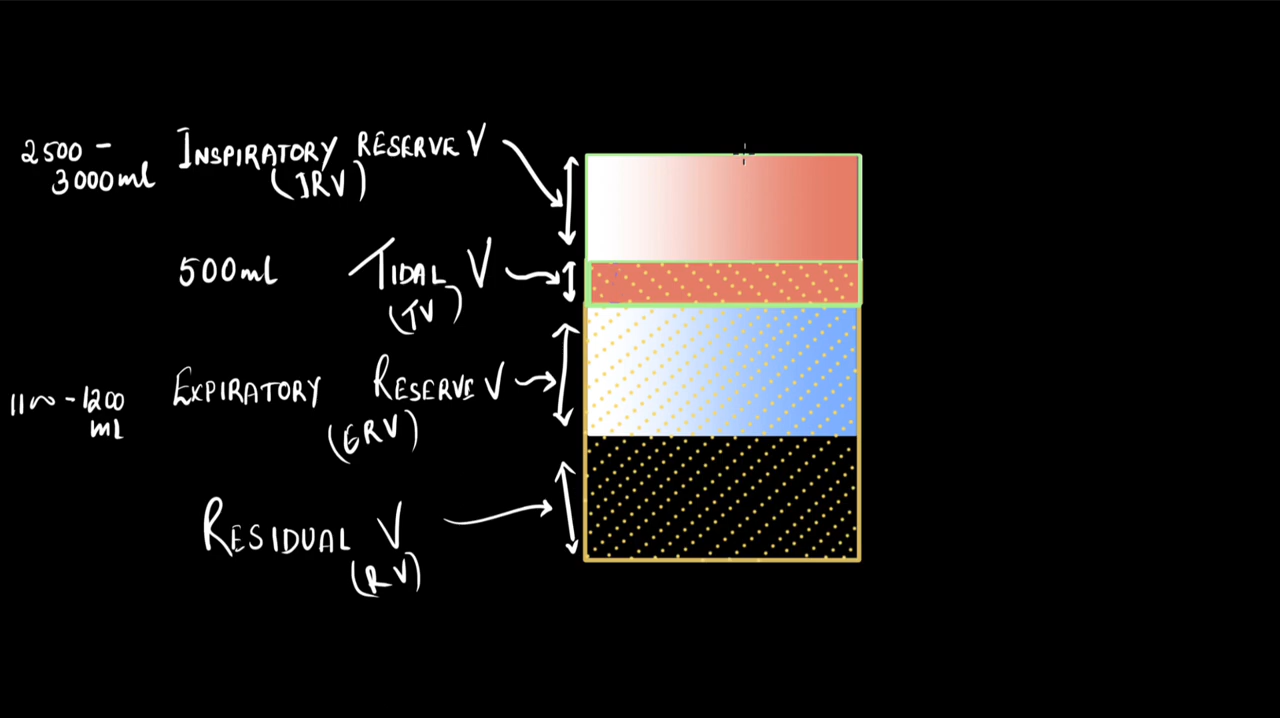 2500 -
3000ml
INSPIRATORY RESERVE V
(IRV)
500ml
TIDAL V
(TV)
1100 - 1200
ml
EXPIRATORY RESERVE V
(ERV)
RESIDUAL V
(RV)